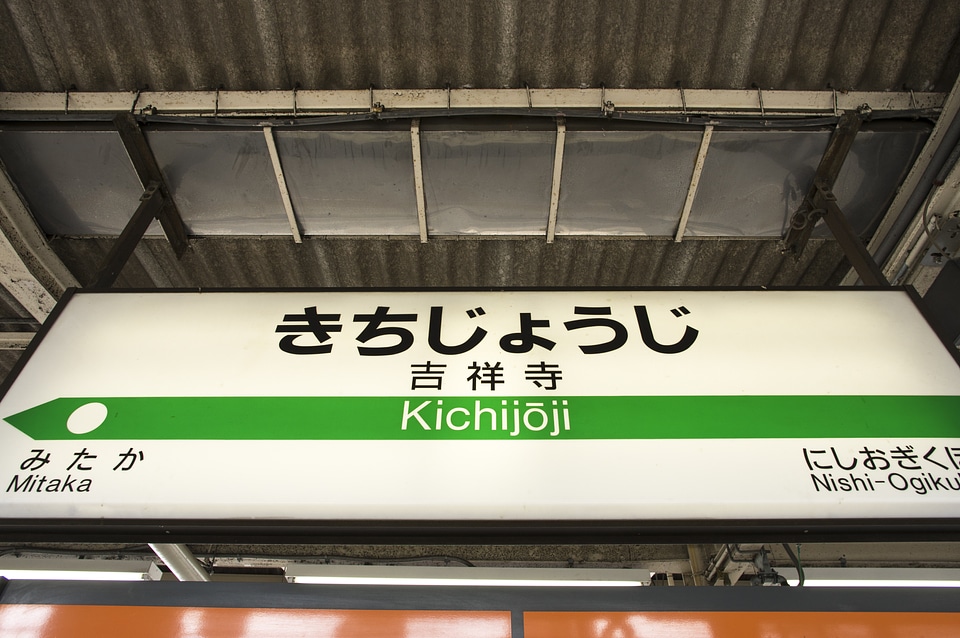 きちじょうじ
吉祥寺
Kichijōji
みたか
Mitaka
にしおぎくぼ
Nishi-Ogiku